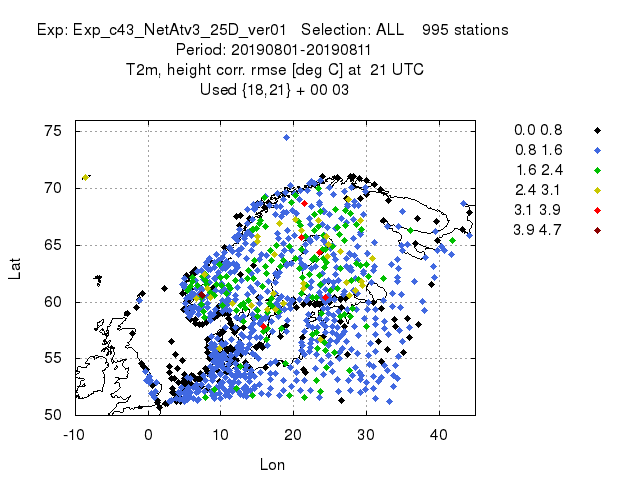 Exp: Exp_c43_NetAtv3_25D_ver01 Selection: ALL 995 stations
Period: 20190801-20190811
T2m, height corr. rmse [deg C] at 21 UTC
Used {18,21} + 00 03
75
70
65
60
55
50
Lat
-10 0 10 20 30 40
Lon
0.0 0.8
0.8 1.6
1.6 2.4
2.4 3.1
3.1 3.9
3.9 4.7